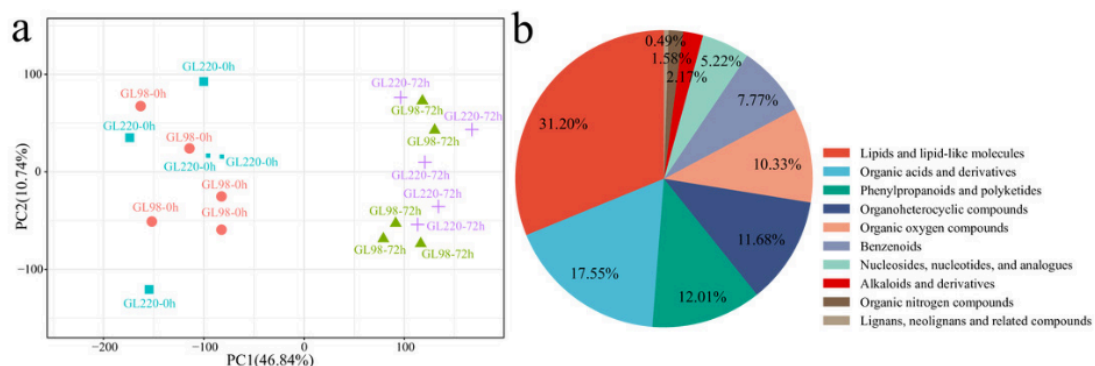 a
b
GL220-0h
GL98-0h
GL220-0h
GL98-0h
GL220-0h
GL220-0h
GL98-0h
GL98-0h
GL98-0h
GL220-0h
GL220-72h
GL98-72h
GL220-72h
GL98-72h
GL220-72h
GL220-72h
GL98-72h
GL220-72h
GL98-72h
GL98-72h
100
0
−100
−200
−100
0
100
PC2(10.74%)
PC1(46.84%)
0.49%
1.58%
2.17%
5.22%
7.77%
10.33%
11.68%
12.01%
17.55%
31.20%
Lipids and lipid-like molecules
Organic acids and derivatives
Phenylpropanoids and polyketides
Organoheterocyclic compounds
Organic oxygen compounds
Benzenoids
Nucleosides, nucleotides, and analogues
Alkaloids and derivatives
Organic nitrogen compounds
Lignans, neolignans and related compounds